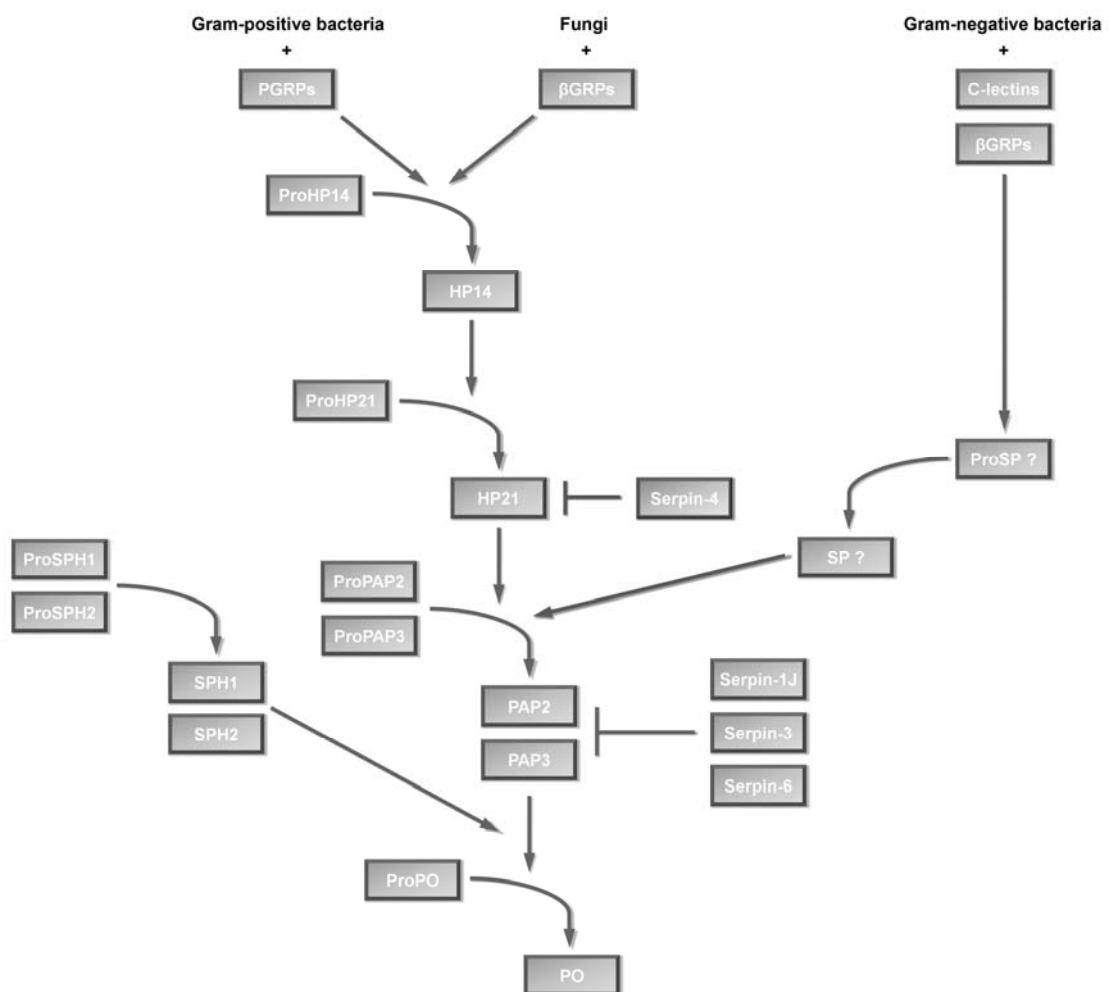 Gram-positive bacteria
Fungi
Gram-negative bacteria
+
+
+
PGRPs
βGRPs
C-lectins
βGRPs
ProHP14
HP14
ProHP21
ProSP ?
HP21
Serpin-4
SP ?
ProSPH1
ProSPH2
ProPAP2
ProPAP3
SPH1
SPH2
PAP2
PAP3
Serpin-1J
Serpin-3
Serpin-6
ProPO
PO